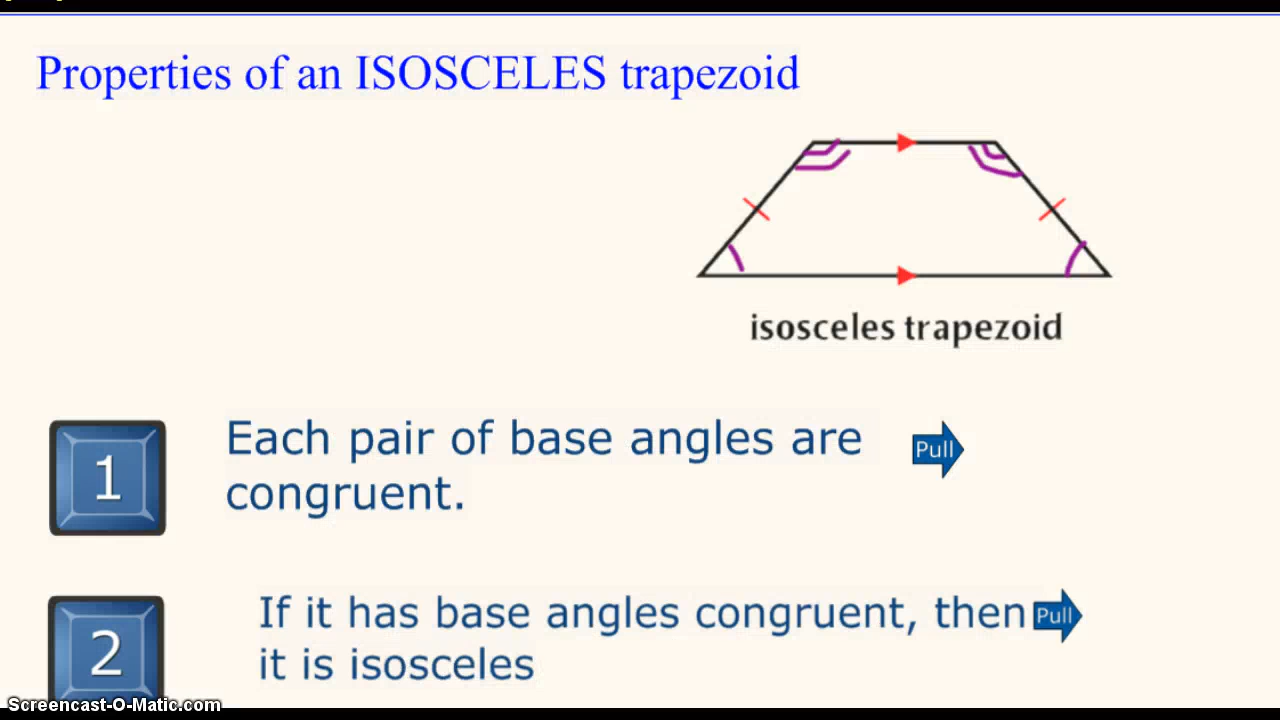 Properties of an ISOSCELES trapezoid
isosceles trapezoid
1
Each pair of base angles are
congruent.
Pull
2
If it has base angles congruent, then
it is isosceles
Pull
Screencast-O-Matic.com